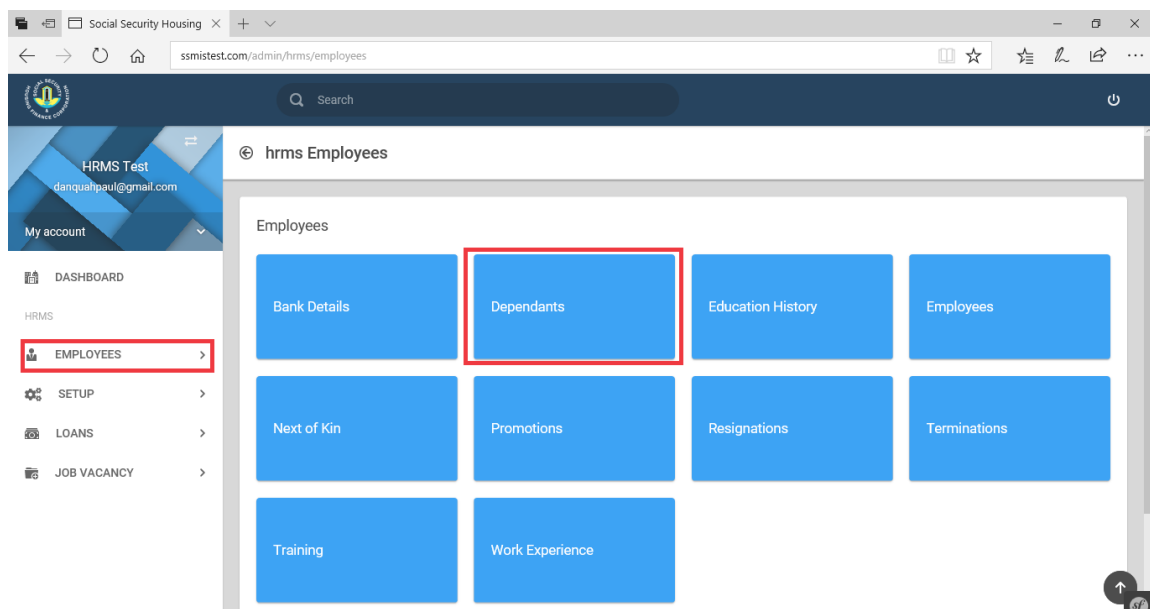 Social Security Housing
ssmistest.com/admin/hrms/employees
Search
HRMS Test
danquahpaul@gmail.com
My account
hrms Employees
DASHBOARD
HRMS
EMPLOYEES
SETUP
LOANS
JOB VACANCY
Employees
Bank Details
Dependants
Education History
Employees
Next of Kin
Promotions
Resignations
Terminations
Training
Work Experience
sf